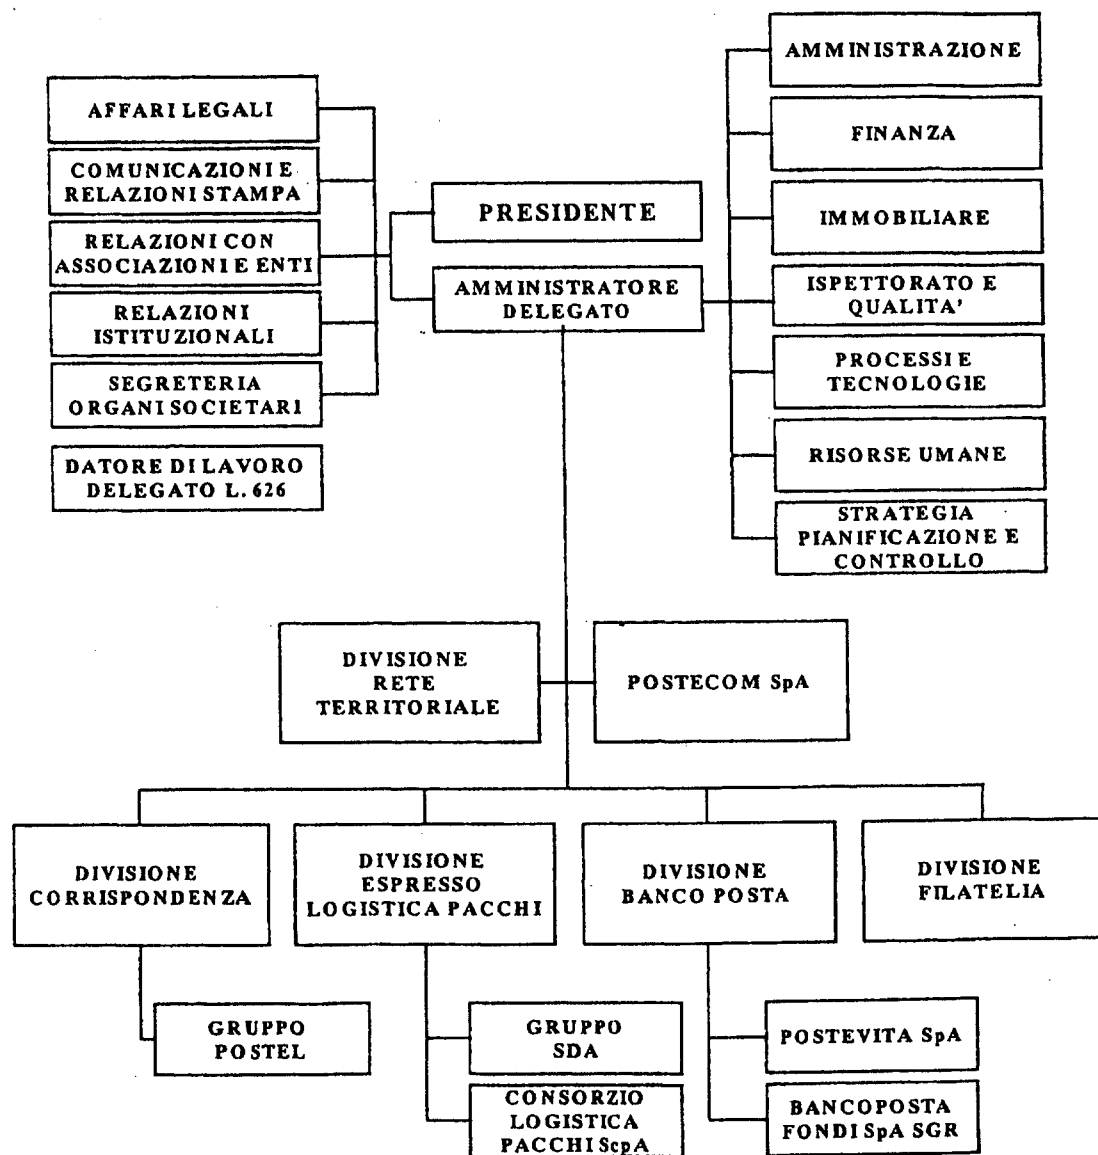 AFFARI LEGALI
COMUNICAZIONI E
RELAZIONI STAMPA
RELAZIONI CON
ASSOCIAZIONI E ENTI
RELAZIONI
ISTITUZIONALI
SEGRETERIA
ORGANI SOCIETARI
DATORE DI LAVORO
DELEGATO L. 626
PRESIDENTE
AMMINISTRATORE
DELEGATO
AMMINISTRAZIONE
FINANZA
IMMOBILIARE
ISPETTORATO E
QUALITA'
PROCESSI E
TECNOLOGIE
RISORSE UMANE
STRATEGIA
PIANIFICAZIONE E
CONTROLLO
DIVISIONE
RETE
TERRITORIALE
POSTECOM SpA
DIVISIONE
CORRISPONDENZA
DIVISIONE
ESPRESSO
LOGISTICA PACCHI
DIVISIONE
BANCO POSTA
DIVISIONE
FILATELIA
GRUPPO
POSTEL
GRUPPO
SDA
CONSORZIO
LOGISTICA
PACCHI ScpA
POSTEVITA SpA
BANCOPOSTA
FONDI SpA SGR